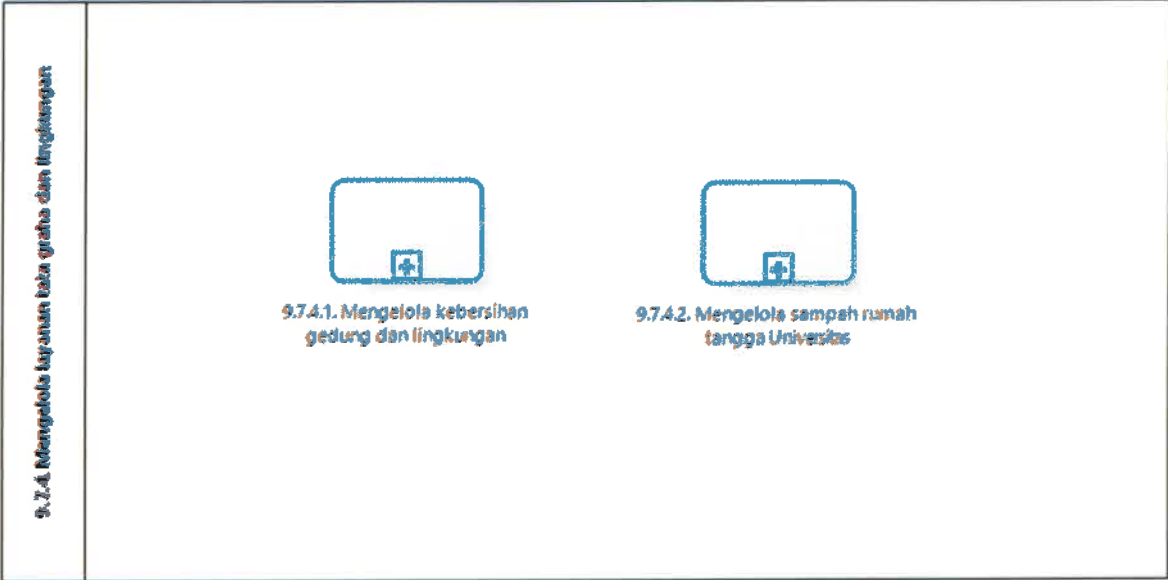 9.7.4. Mengelola layanan tata graha dan lingkungan
9.7.4.1. Mengelola kebersihan
gedung dan lingkungan
9.7.4.2. Mengelola sampah rumah
tangga Universitas